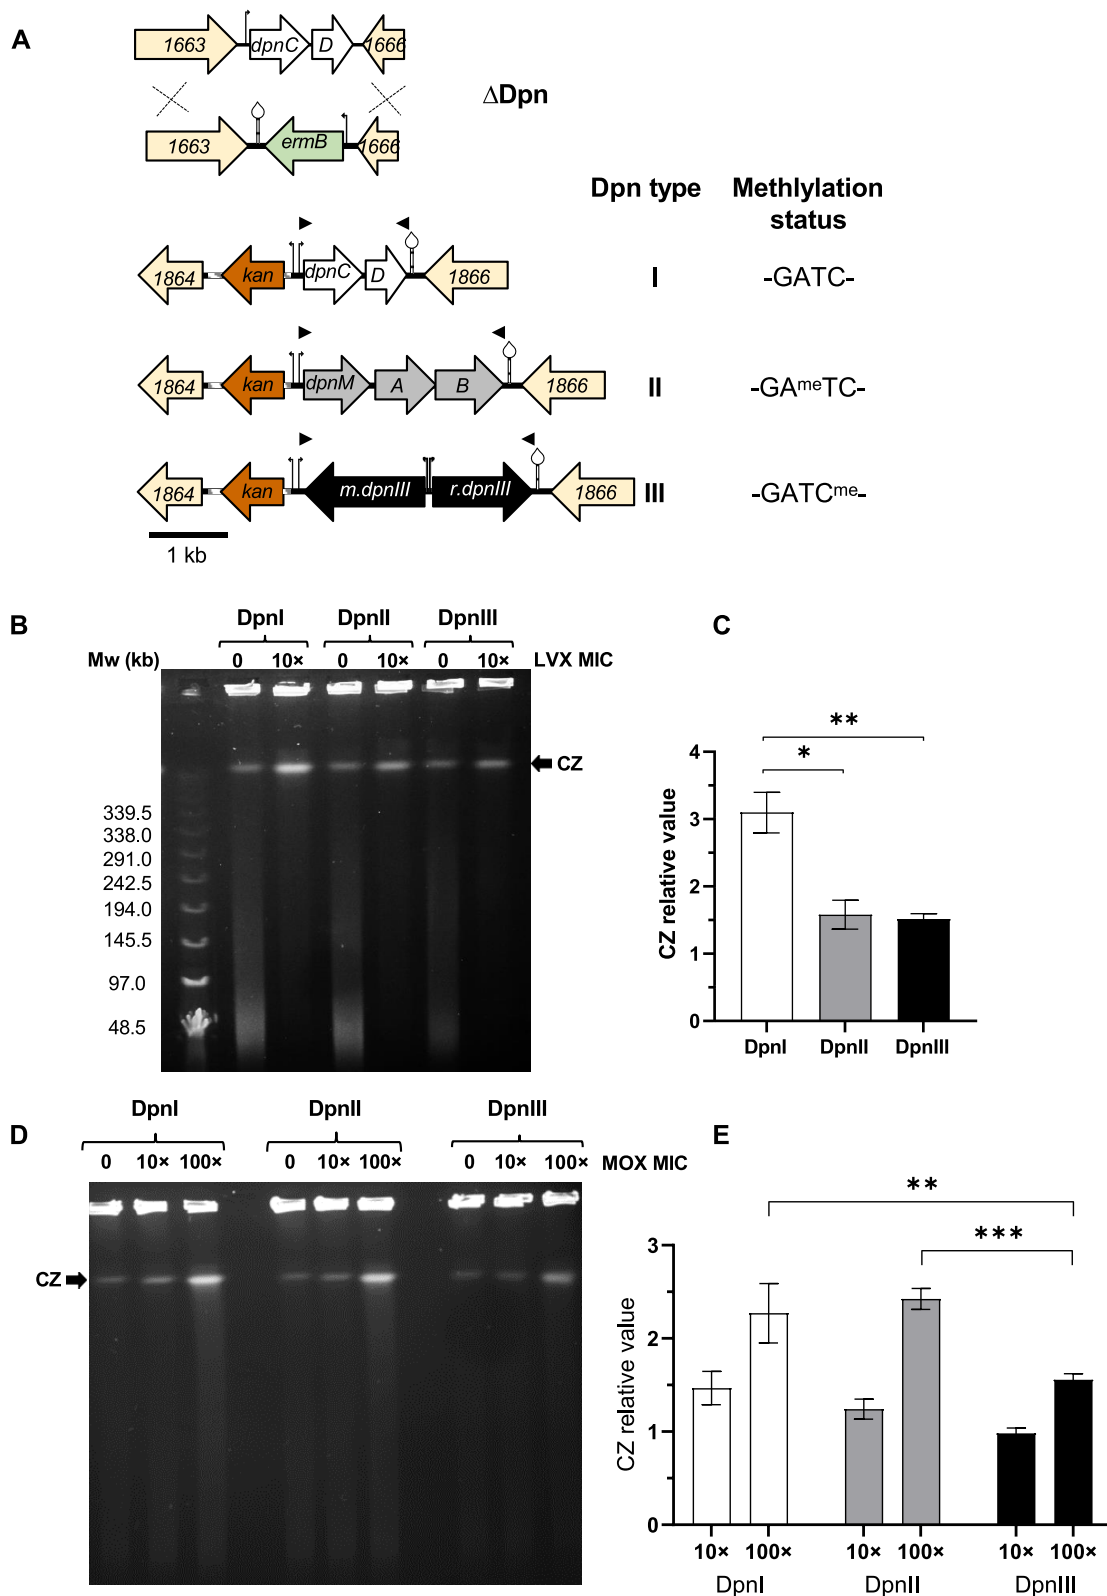 A
1663 dpnC D 1666
ΔDpn
1663 ermB 1666
Dpn type Methlylation
status
1864 kan dpnC D 1866 I -GATC-
1864 kan dpnM A B 1866 II -GAᵐᵉTC-
1864 kan m.dpnIII r.dpnIII 1866 III -GATCᵐᵉ-
1 kb
B
DpnI DpnII DpnIII
Mw (kb) 0 10× 0 10× 0 10× LVX MIC
CZ
339.5
338.0
291.0
242.5
194.0
145.5
97.0
48.5
C
**
*
4
3
2
1
0
CZ relative value
DpnI DpnII DpnIII
D
DpnI DpnII DpnIII
0 10× 100× 0 10× 100× 0 10× 100× MOX MIC
CZ
E
**
***
3
2
1
0
CZ relative value
10× 100× 10× 100× 10× 100×
DpnI DpnII DpnIII